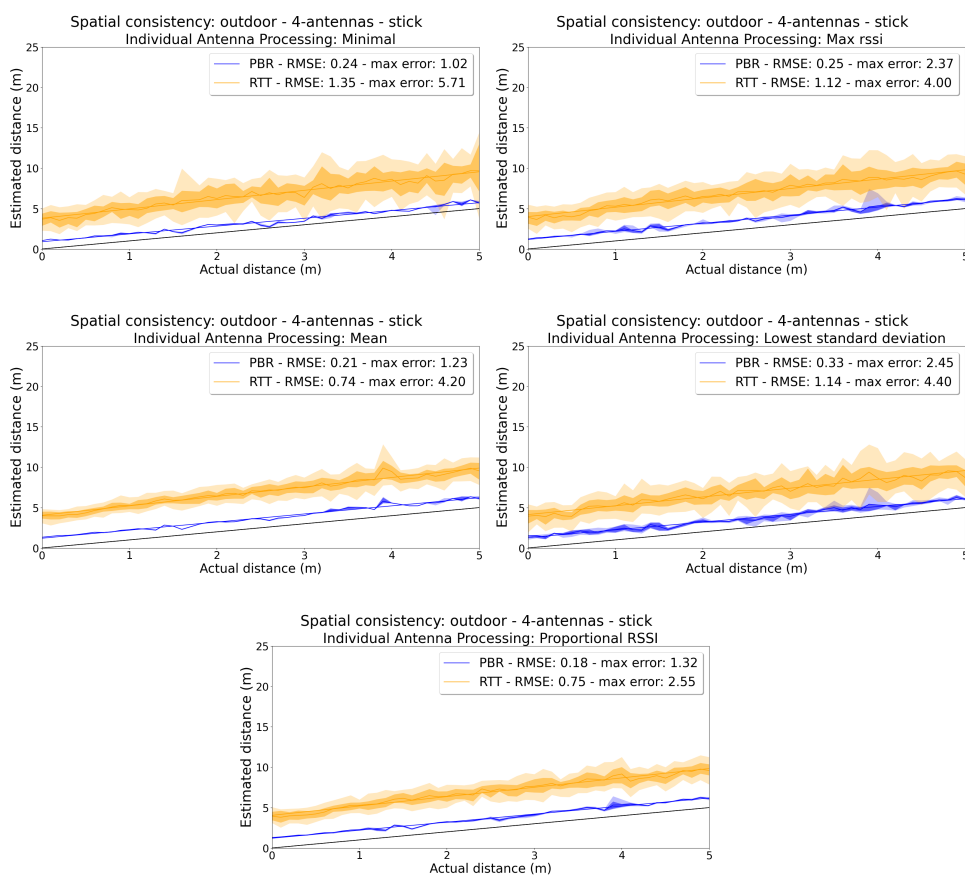 Spatial consistency: outdoor - 4-antennas - stick
Individual Antenna Processing: Minimal
25
20
15
10
5
0
Estimated distance (m)
PBR - RMSE: 0.24 - max error: 1.02
RTT - RMSE: 1.35 - max error: 5.71
0 1 2 3 4 5
Actual distance (m)
Spatial consistency: outdoor - 4-antennas - stick
Individual Antenna Processing: Max rssi
25
20
15
10
5
0
Estimated distance (m)
PBR - RMSE: 0.25 - max error: 2.37
RTT - RMSE: 1.12 - max error: 4.00
0 1 2 3 4 5
Actual distance (m)
Spatial consistency: outdoor - 4-antennas - stick
Individual Antenna Processing: Mean
25
20
15
10
5
0
Estimated distance (m)
PBR - RMSE: 0.21 - max error: 1.23
RTT - RMSE: 0.74 - max error: 4.20
0 1 2 3 4 5
Actual distance (m)
Spatial consistency: outdoor - 4-antennas - stick
Individual Antenna Processing: Lowest standard deviation
25
20
15
10
5
0
Estimated distance (m)
PBR - RMSE: 0.33 - max error: 2.45
RTT - RMSE: 1.14 - max error: 4.40
0 1 2 3 4 5
Actual distance (m)
Spatial consistency: outdoor - 4-antennas - stick
Individual Antenna Processing: Proportional RSSI
25
20
15
10
5
0
Estimated distance (m)
PBR - RMSE: 0.18 - max error: 1.32
RTT - RMSE: 0.75 - max error: 2.55
0 1 2 3 4 5
Actual distance (m)